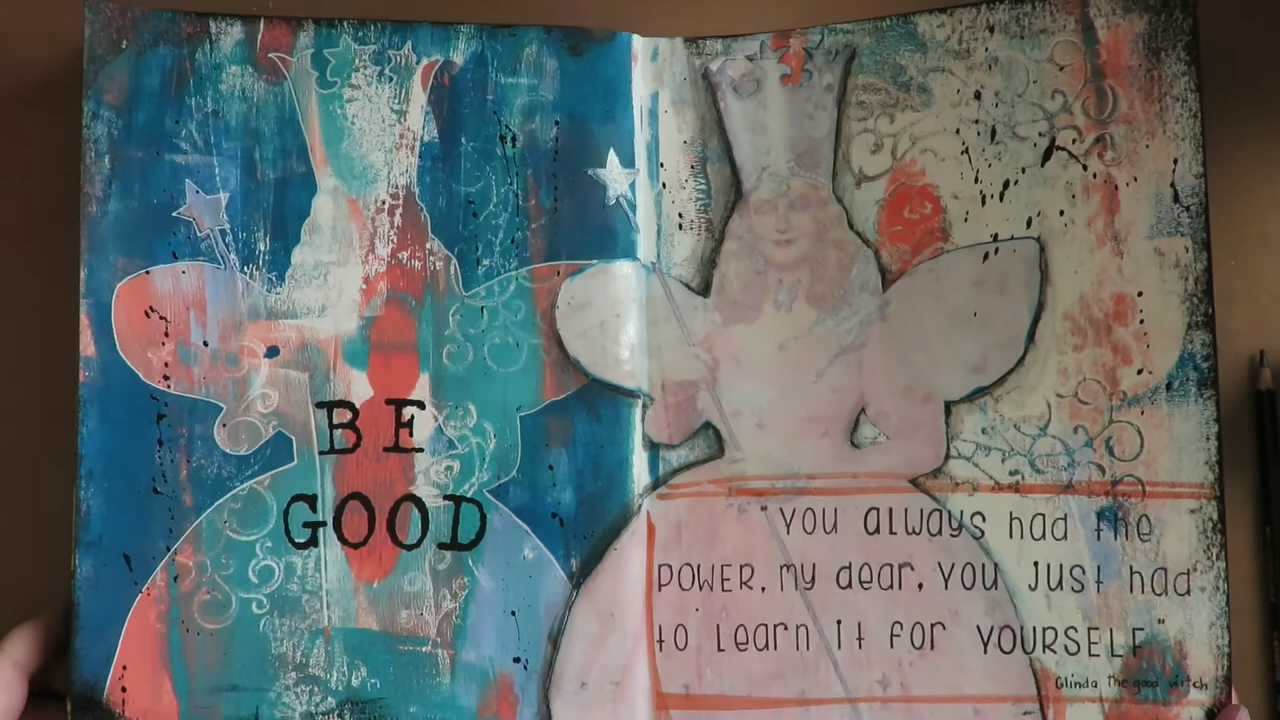 BE
GOOD
"YOU ALWAYS had the
POWER, my dear, YOU Just had
to Learn It for YOURSELF"
Glinda the good witch